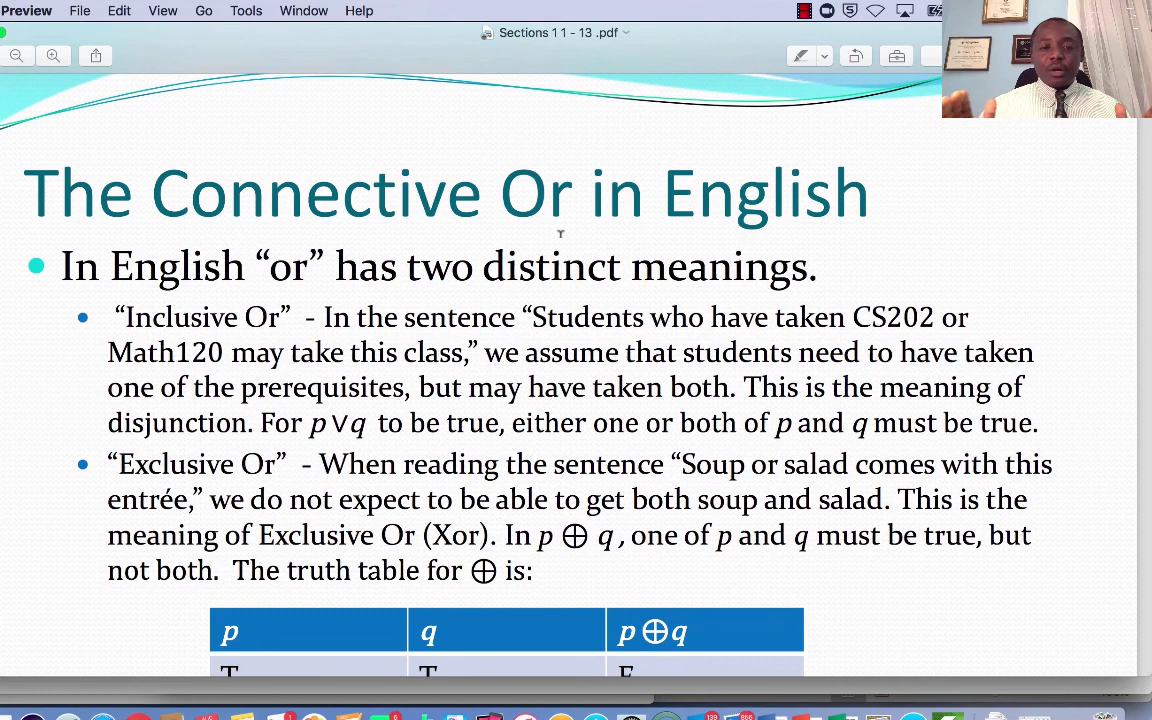 Preview File Edit View Go Tools Window Help
Sections 1 1 - 13 .pdf
The Connective Or in English
In English “or” has two distinct meanings.
“Inclusive Or” - In the sentence “Students who have taken CS202 or
Math120 may take this class,” we assume that students need to have taken
one of the prerequisites, but may have taken both. This is the meaning of
disjunction. For p ∨ q to be true, either one or both of p and q must be true.
“Exclusive Or” - When reading the sentence “Soup or salad comes with this
entrée,” we do not expect to be able to get both soup and salad. This is the
meaning of Exclusive Or (Xor). In p ⊕ q , one of p and q must be true, but
not both. The truth table for ⊕ is:
p q p ⊕ q
T T F